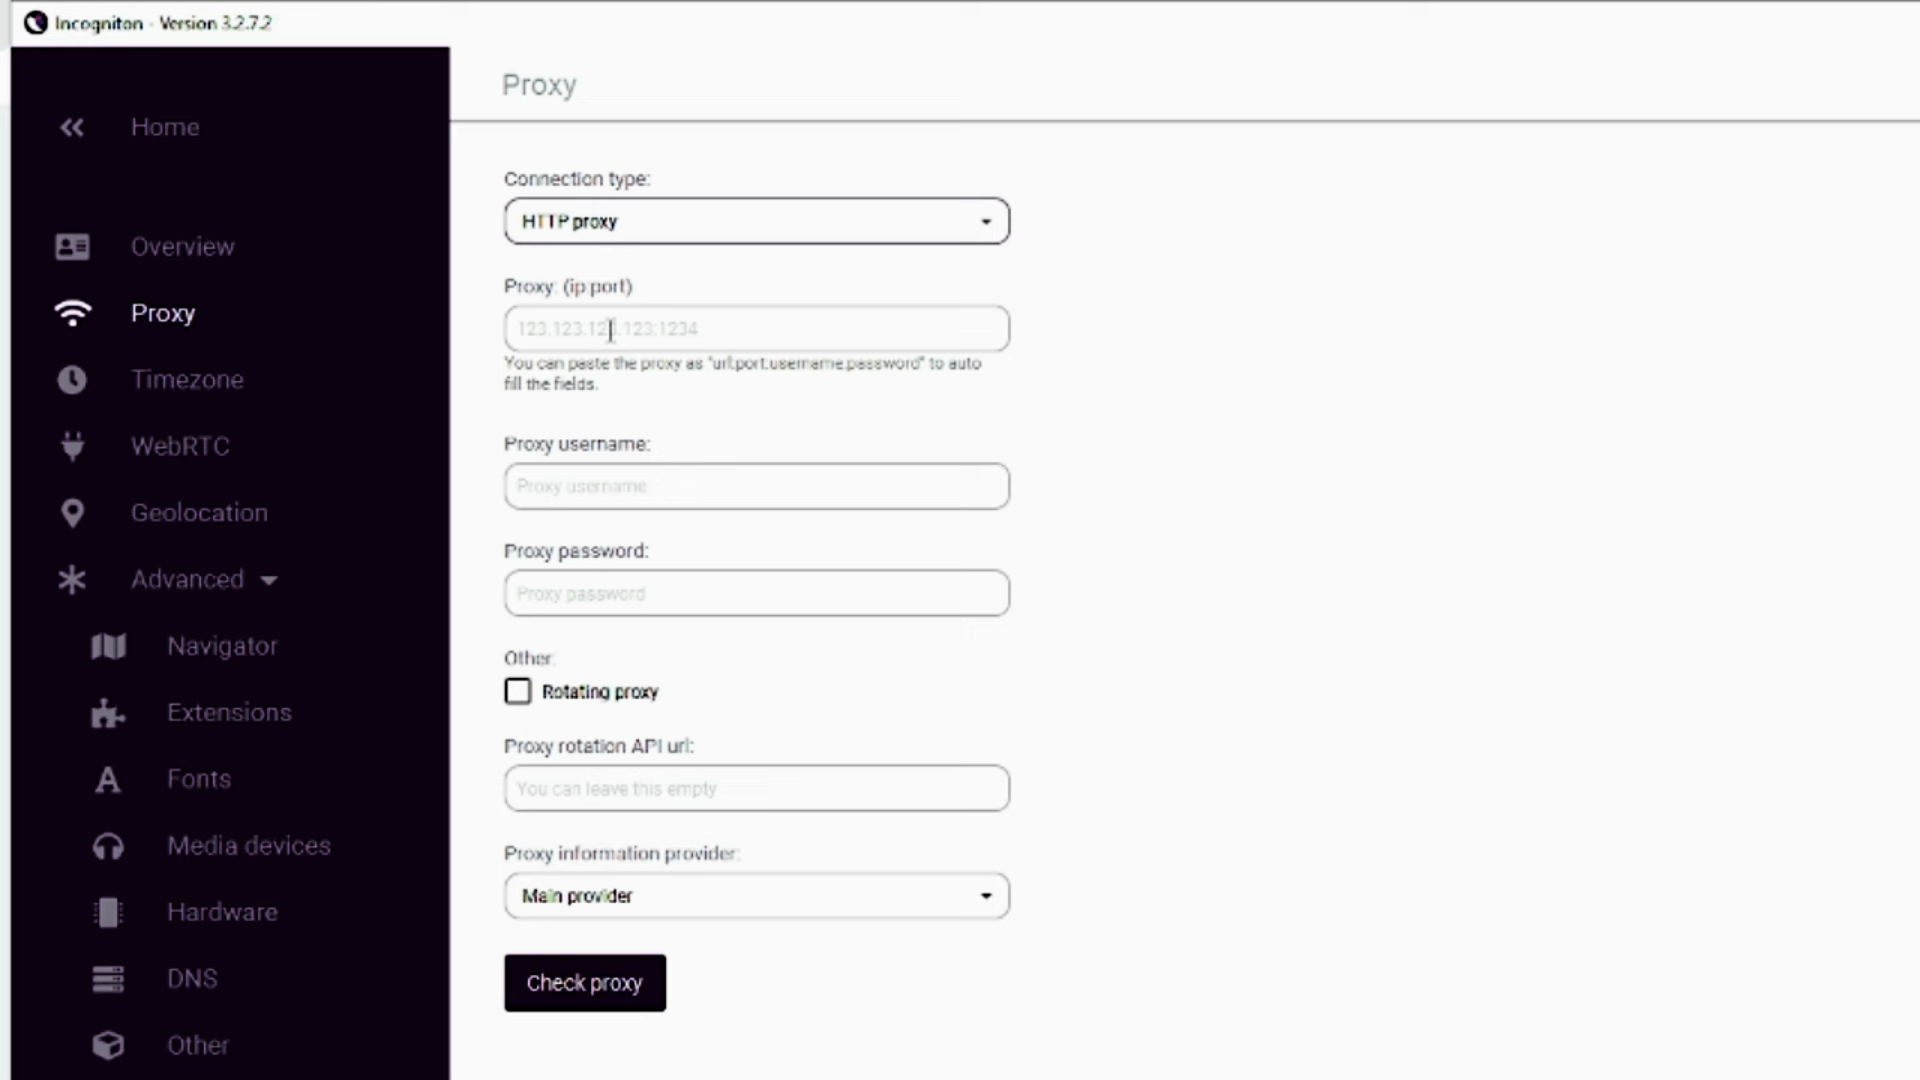 Incogniton - Version 3.2.7.2
Proxy
Home
Overview
Proxy
Timezone
WebRTC
Geolocation
Advanced
Navigator
Extensions
Fonts
Media devices
Hardware
DNS
Other
Connection type:
HTTP proxy
Proxy: (ip:port)
123.123.123.123:1234
You can paste the proxy as "url:port:username:password" to auto
fill the fields.
Proxy username:
Proxy username
Proxy password:
Proxy password
Other:
Rotating proxy
Proxy rotation API url:
You can leave this empty
Proxy information provider:
Main provider
Check proxy